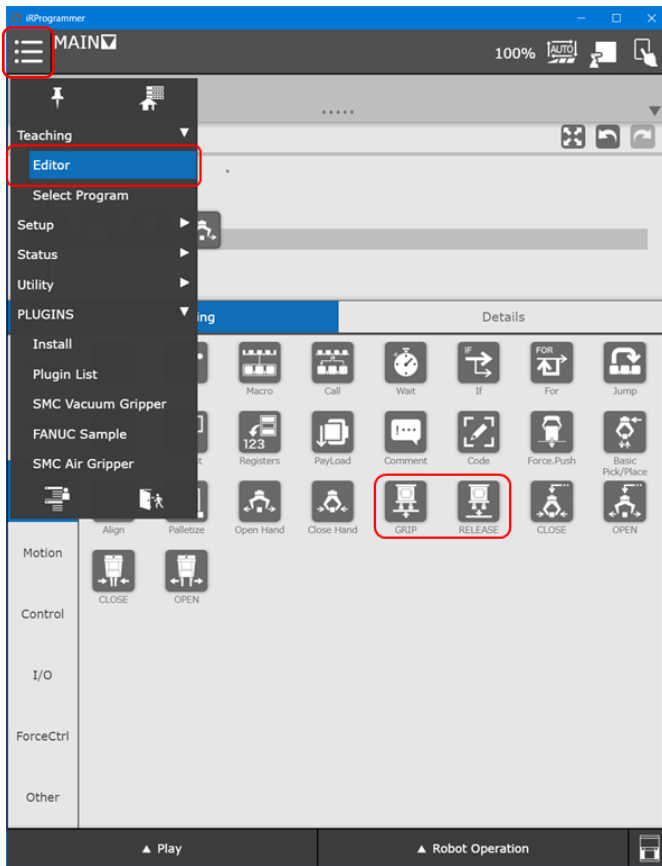 iRProgrammer
MAIN
100% AUTO
Teaching
Editor
Select Program
Setup
Status
Utility
PLUGINS
Install
Plugin List
SMC Vacuum Gripper
FANUC Sample
SMC Air Gripper
ing
Details
IF
FOR
Macro
Call
Wait
If
For
Jump
123
t
Registers
PayLoad
Comment
Code
Force.Push
Basic
Pick/Place
Align
Palletize
Open Hand
Close Hand
GRIP
RELEASE
CLOSE
OPEN
CLOSE
OPEN
Motion
Control
I/O
ForceCtrl
Other
▲ Play
▲ Robot Operation